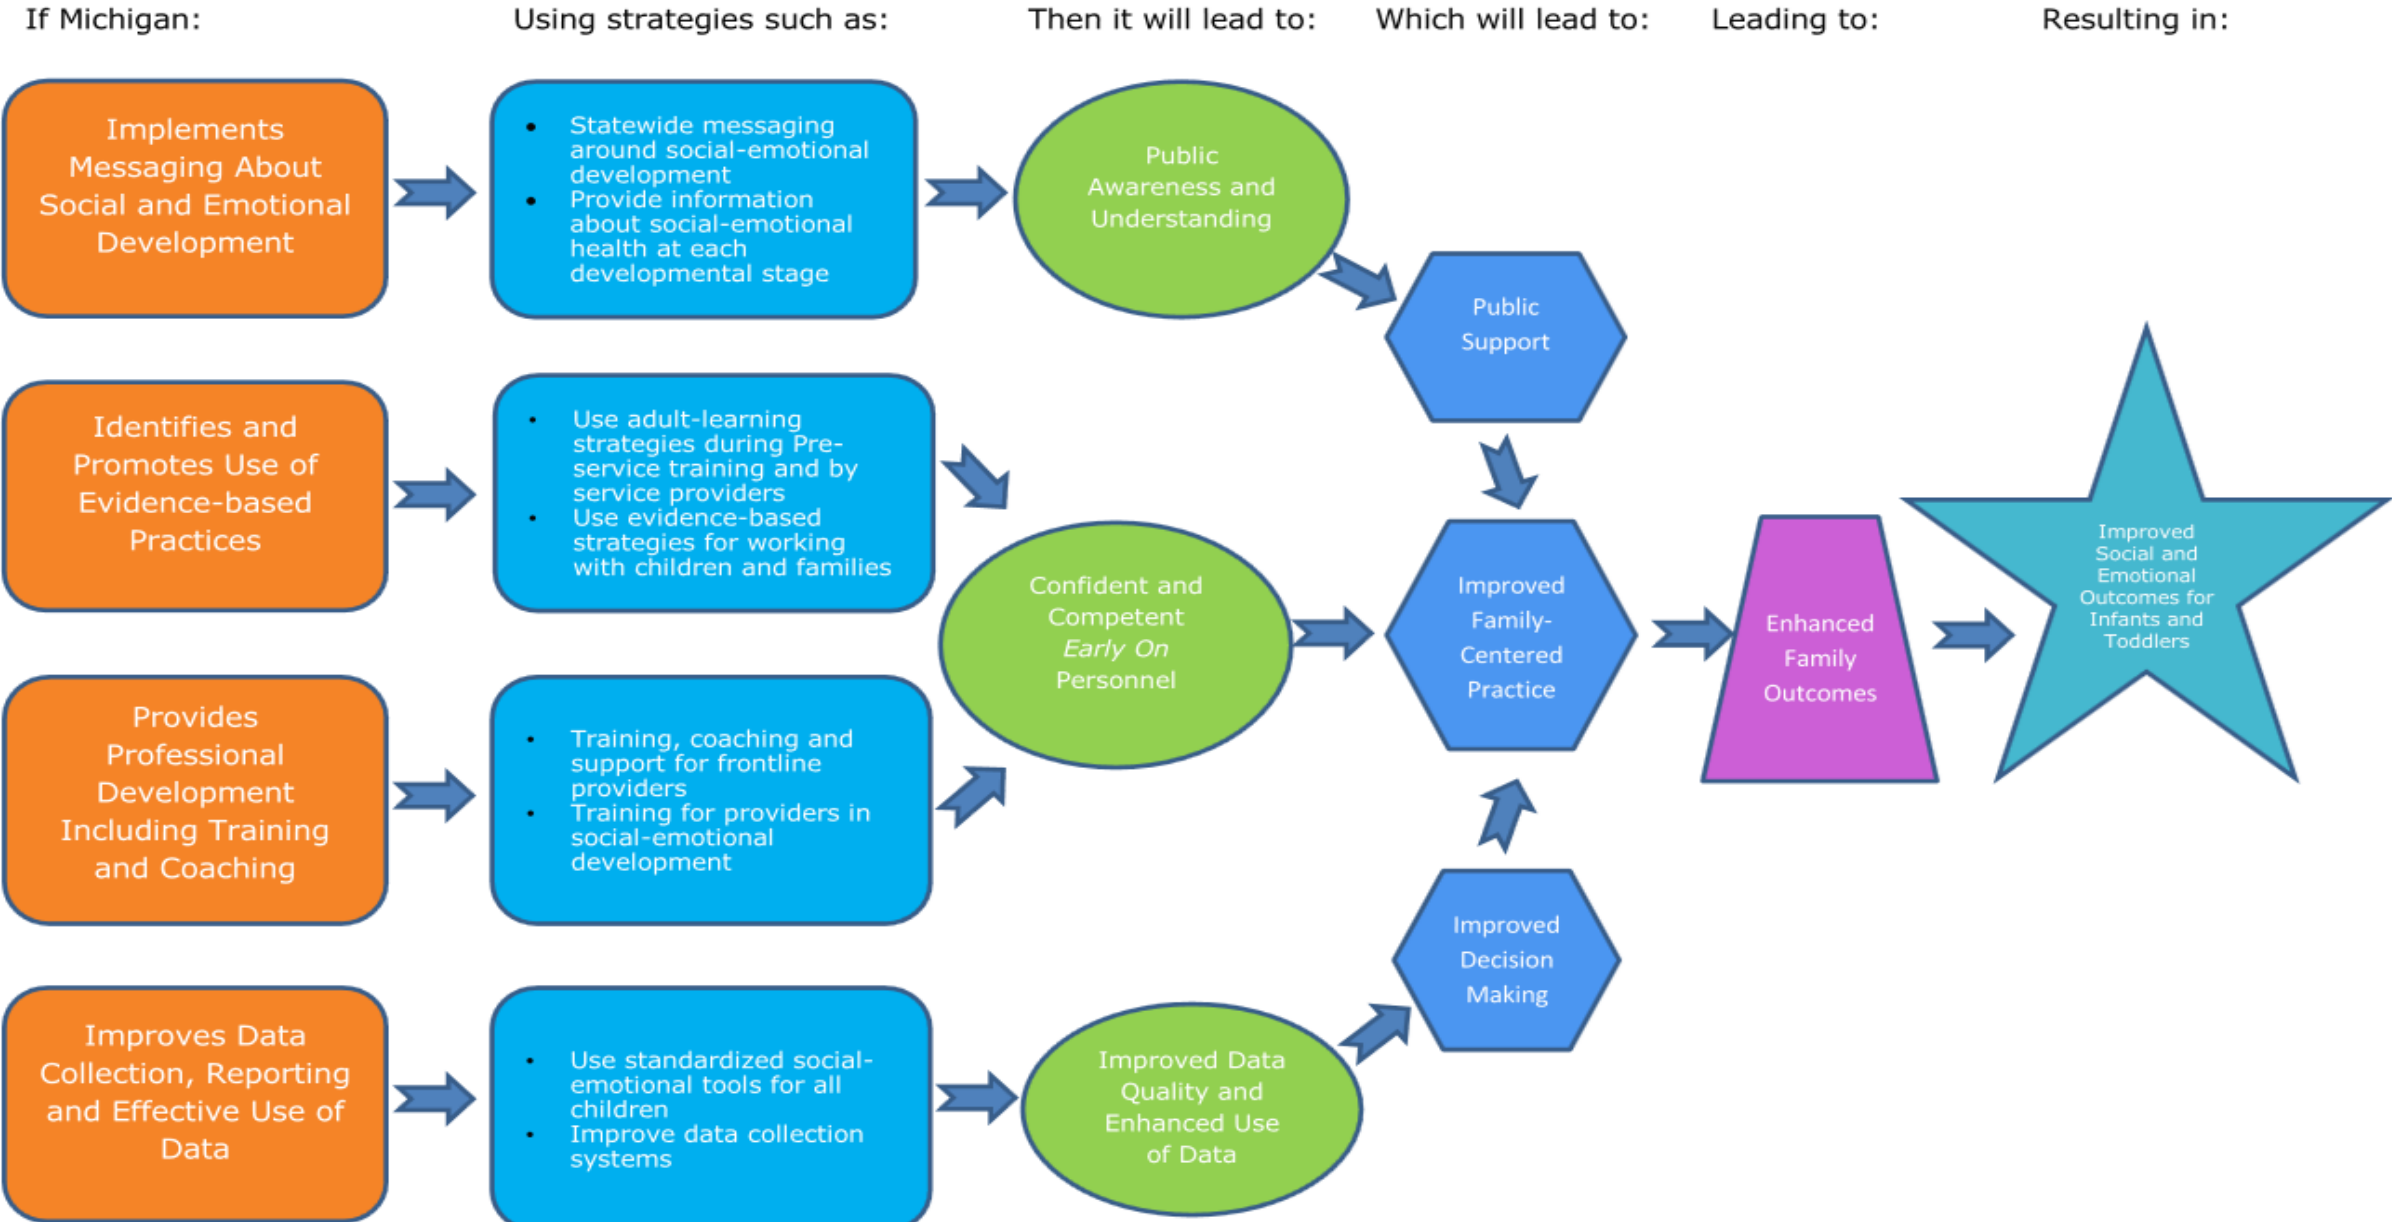 If Michigan:
Using strategies such as:
Then it will lead to:
Which will lead to:
Leading to:
Resulting in:
Implements
Messaging About
Social and Emotional
Development
• Statewide messaging
around social-emotional
development
• Provide information
about social-emotional
health at each
developmental stage
Public
Awareness and
Understanding
Public
Support
Identifies and
Promotes Use of
Evidence-based
Practices
• Use adult-learning
strategies during Pre-
service training and by
service providers
• Use evidence-based
strategies for working
with children and families
Confident and
Competent
Early On
Personnel
Improved
Family-
Centered
Practice
Enhanced
Family
Outcomes
Improved
Social and
Emotional
Outcomes for
Infants and
Toddlers
Provides
Professional
Development
Including Training
and Coaching
• Training, coaching and
support for frontline
providers
• Training for providers in
social-emotional
development
Improved
Decision
Making
Improves Data
Collection, Reporting
and Effective Use of
Data
• Use standardized social-
emotional tools for all
children
• Improve data collection
systems
Improved Data
Quality and
Enhanced Use
of Data